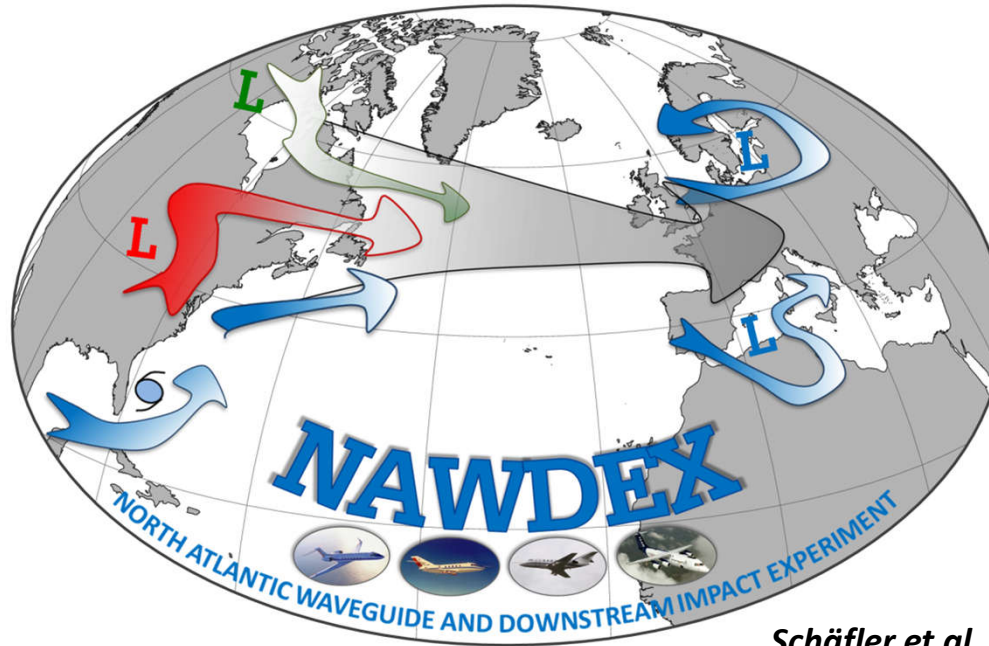 L
L
L
L
NAWDEX
NORTH ATLANTIC WAVEGUIDE AND DOWNSTREAM IMPACT EXPERIMENT
Schäfler et al